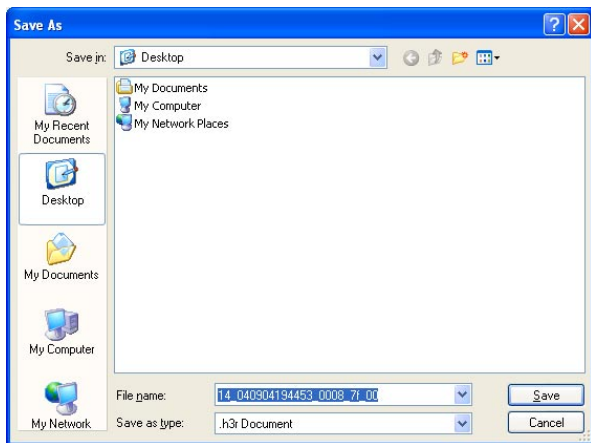 Save As
Save in: Desktop
My Documents
My Computer
My Network Places
My Recent
Documents
Desktop
My Documents
My Computer
My Network
File name: 14_040904194453_0008_7f_00 Save
Save as type: .h3r Document Cancel